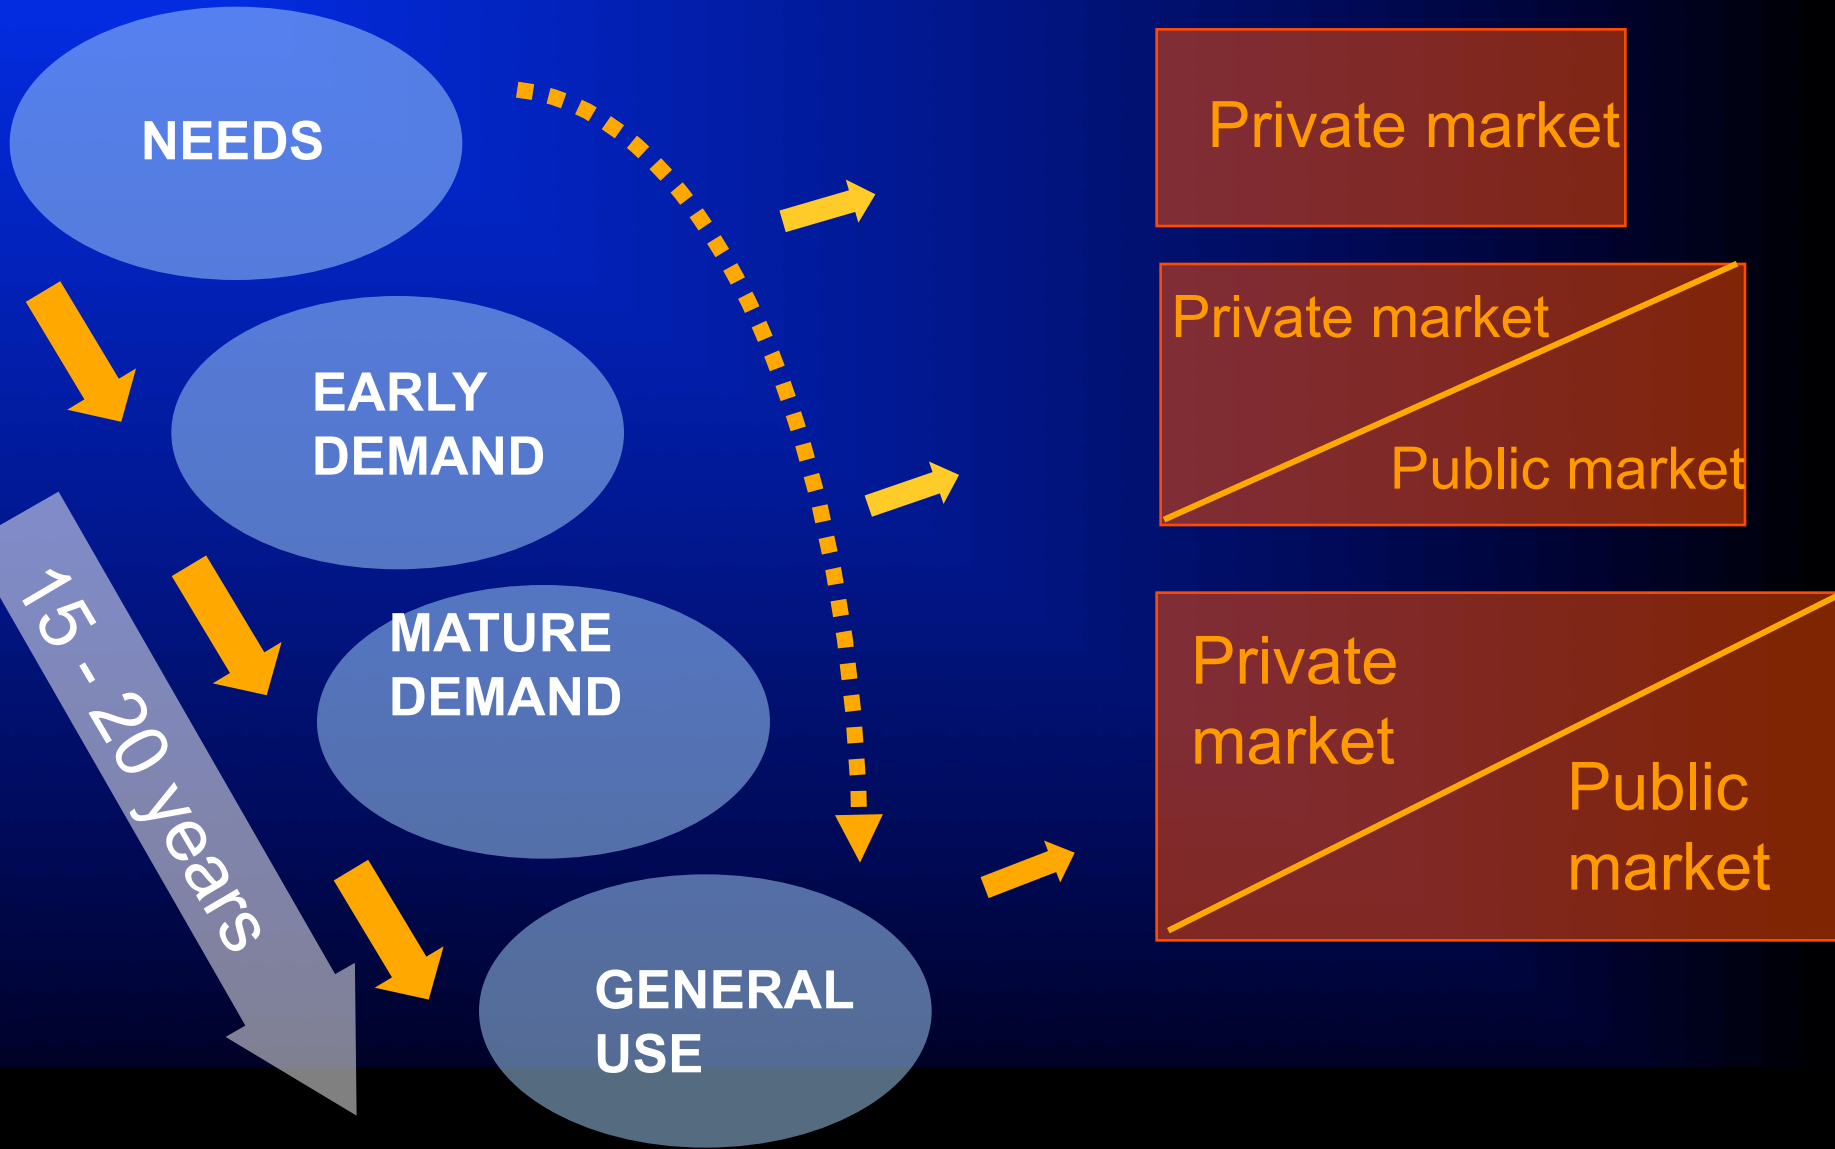 NEEDS
Private market
EARLY
DEMAND
Private market
Public market
15 - 20 years
MATURE
DEMAND
Private
market
Public
market
GENERAL
USE